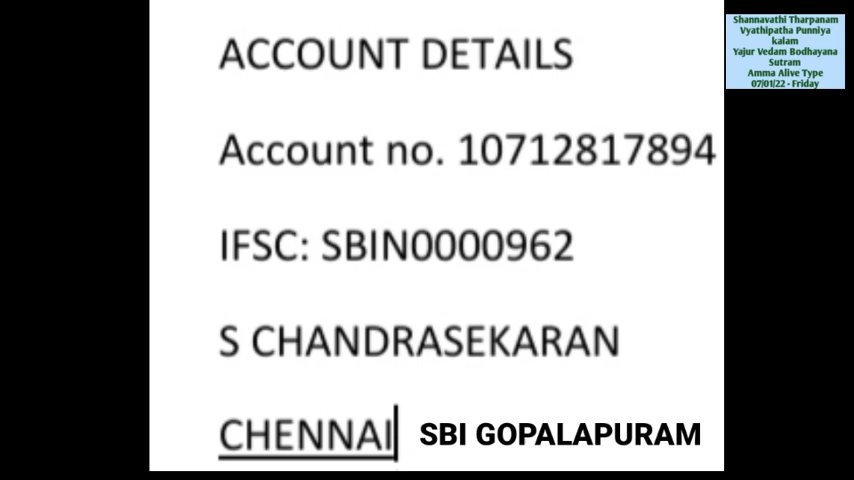 ACCOUNT DETAILS
Account no. 10712817894
IFSC: SBIN0000962
S CHANDRASEKARAN
CHENNAI SBI GOPALAPURAM
Shannavathi Tharpanam
Vyathipatha Punniya
kalam
Yajur Vedam Bodhayana
Sutram
Amma Alive Type
07/01/22 - Friday